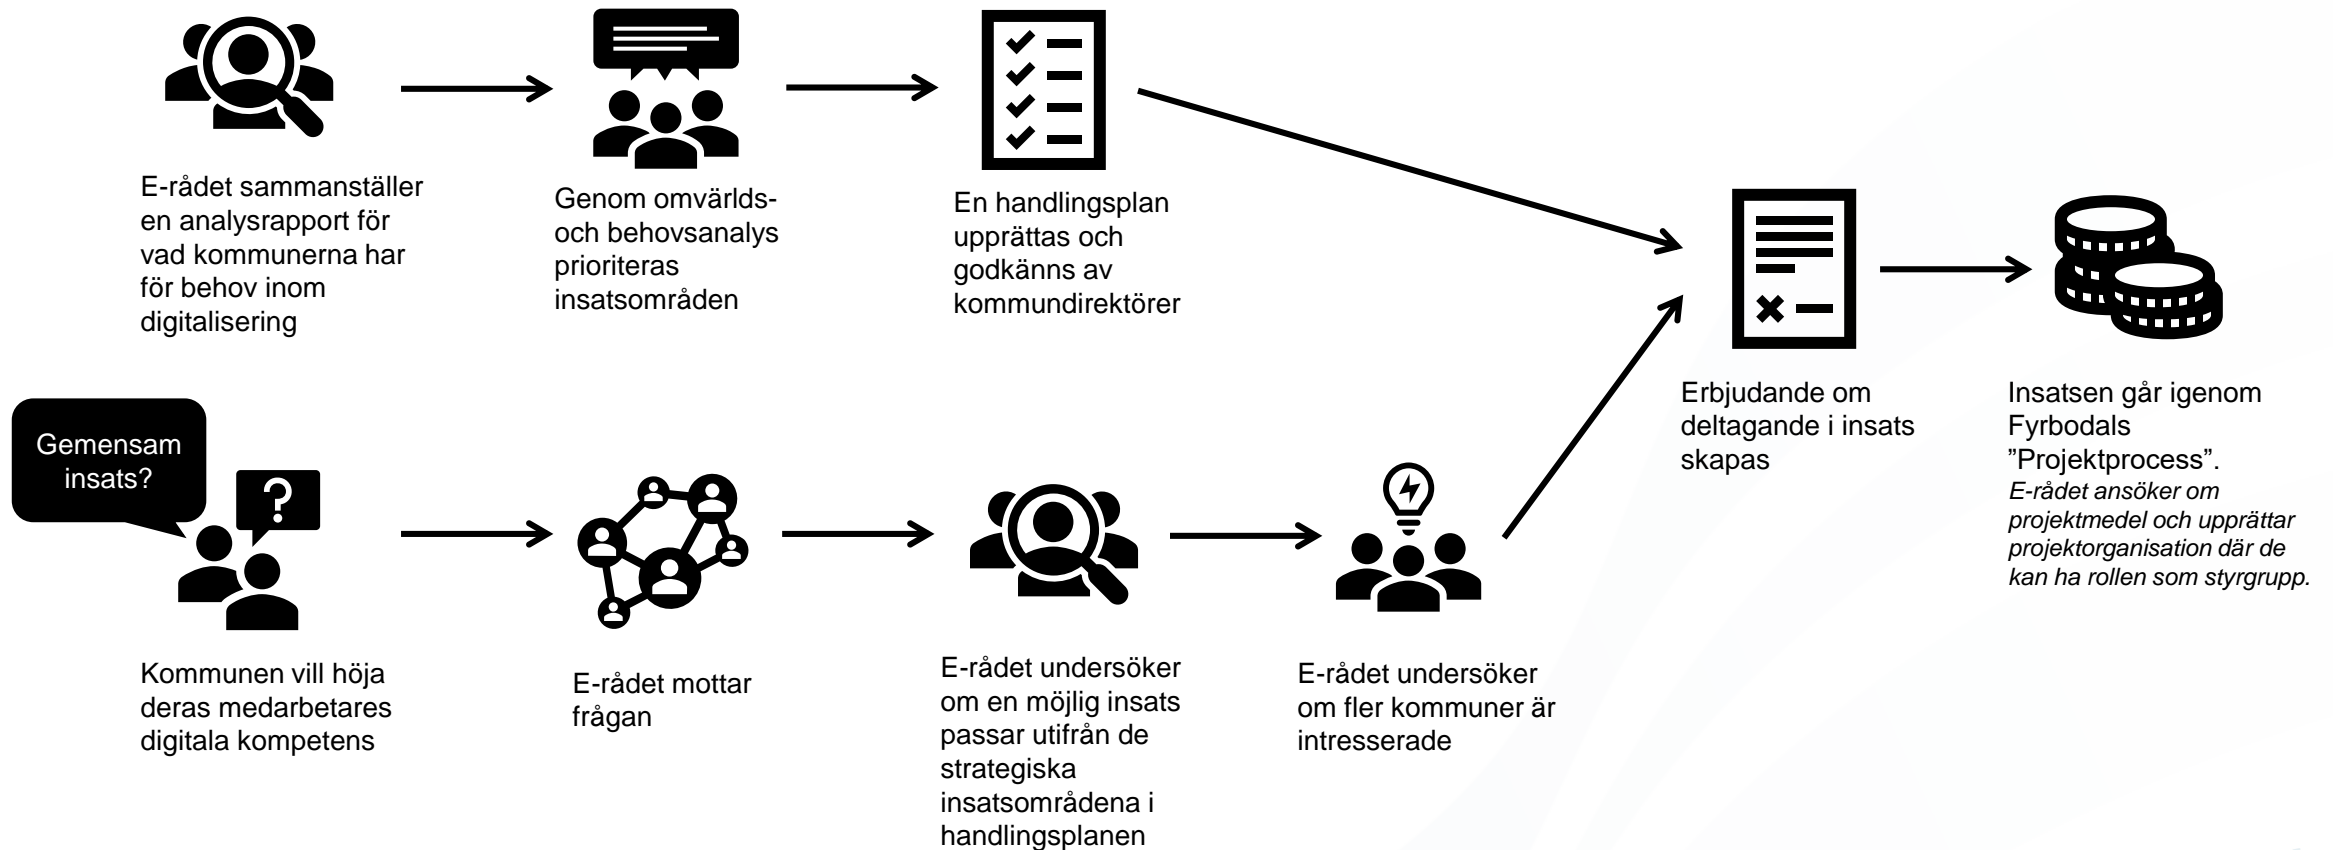 E-rådet sammanställer
en analysrapport för
vad kommunerna har
för behov inom
digitalisering
Genom omvärlds-
och behovsanalys
prioriteras
insatsområden
En handlingsplan
upprättas och
godkänns av
kommundirektörer
Erbjudande om
deltagande i insats
skapas
Insatsen går igenom
Fyrbodals
”Projektprocess”.
E-rådet ansöker om
projektmedel och upprättar
projektorganisation där de
kan ha rollen som styrgrupp.
Gemensam
insats?
?
Kommunen vill höja
deras medarbetares
digitala kompetens
E-rådet mottar
frågan
E-rådet undersöker
om en möjlig insats
passar utifrån de
strategiska
insatsområdena i
handlingsplanen
E-rådet undersöker
om fler kommuner är
intresserade